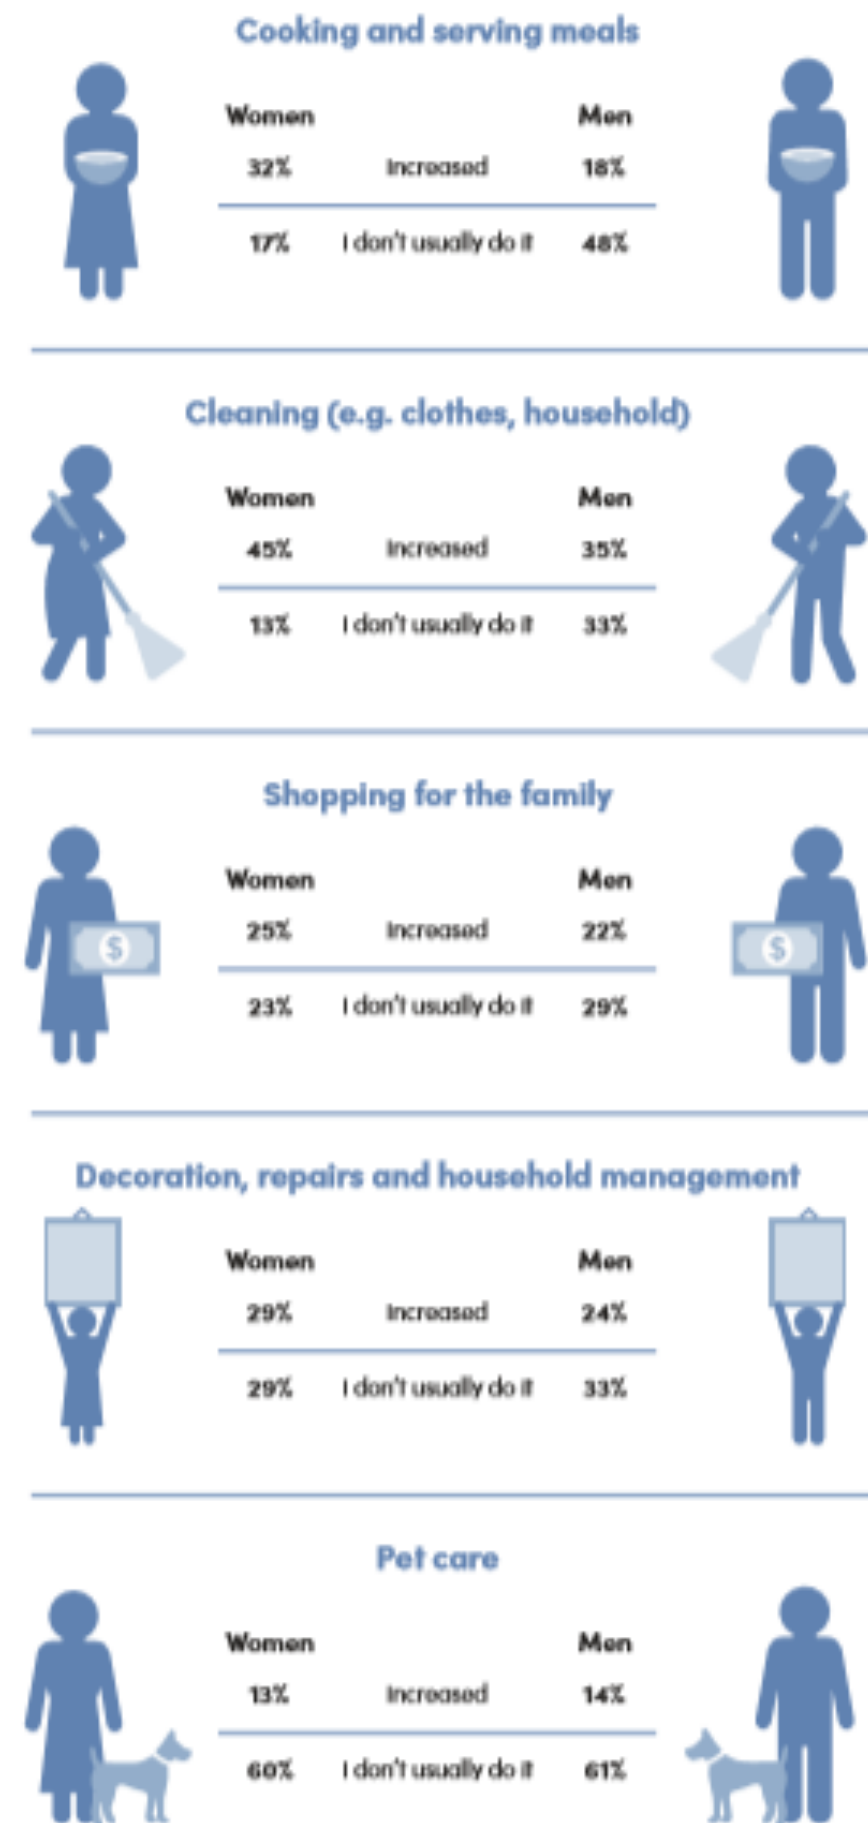 Cooking and serving meals
Women Men
32% Increased 18%
17% I don't usually do it 48%
Cleaning (e.g. clothes, household)
Women Men
45% Increased 35%
13% I don't usually do it 33%
Shopping for the family
Women Men
$ 25% Increased 22% $
23% I don't usually do it 29%
Decoration, repairs and household management
Women Men
29% Increased 24%
29% I don't usually do it 33%
Pet care
Women Men
13% Increased 14%
60% I don't usually do it 61%